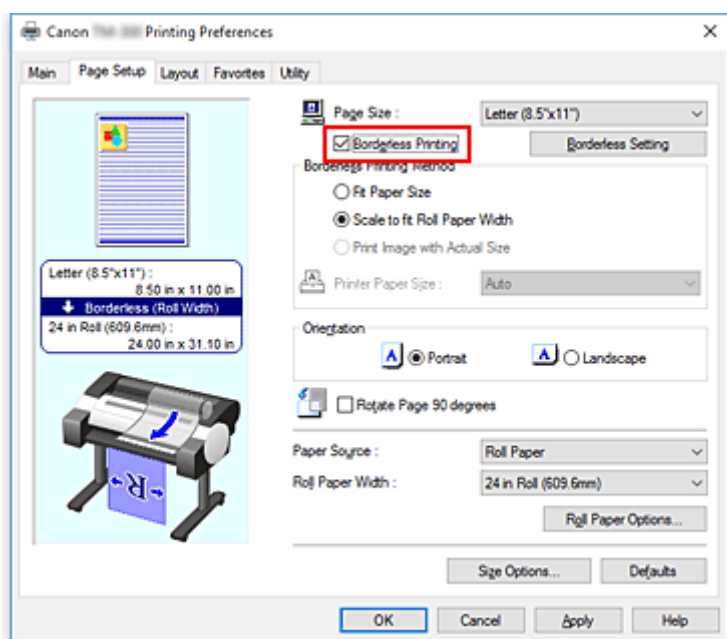 Canon Printing Preferences
Main Page Setup Layout Favorites Utility
Page Size : Letter (8.5"x11")
Borderless Printing Borderless Setting
Borderless Printing Method
Fit Paper Size
Scale to fit Roll Paper Width
Print Image with Actual Size
Printer Paper Size : Auto
Letter (8.5"x11") :
8.50 in x 11.00 in
Borderless (Roll Width)
24 in Roll (609.6mm) :
24.00 in x 31.10 in
Orientation
A Portrait A Landscape
Rotate Page 90 degrees
R
Paper Source : Roll Paper
Roll Paper Width : 24 in Roll (609.6mm)
Roll Paper Options...
Size Options... Defaults
OK Cancel Apply Help